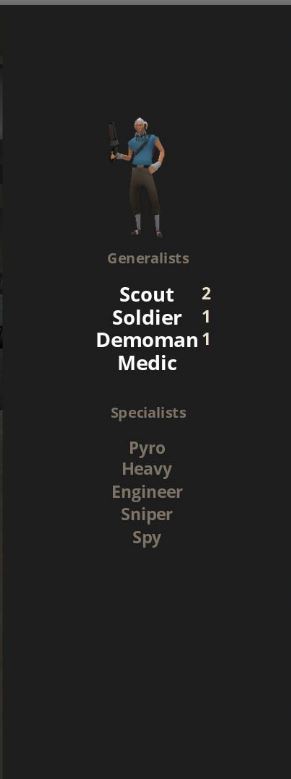 Generalists
Scout 2
Soldier 1
Demoman 1
Medic
Specialists
Pyro
Heavy
Engineer
Sniper
Spy